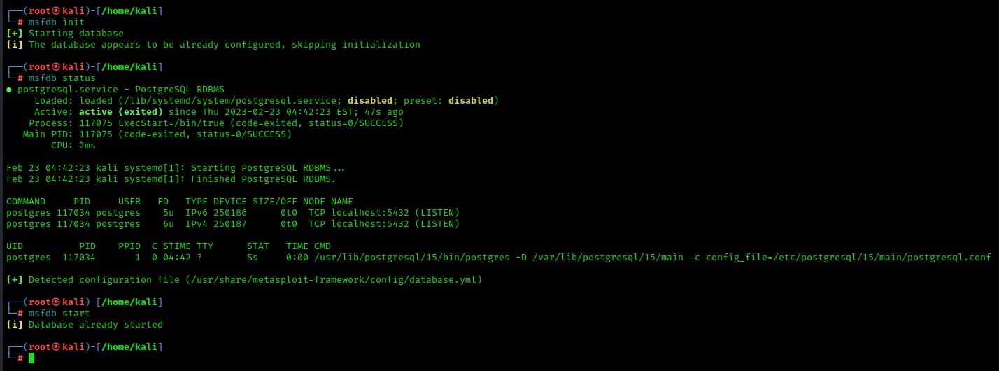 ┌──(root㉿kali)-[/home/kali]
└─# msfdb init
[+] Starting database
[i] The database appears to be already configured, skipping initialization
┌──(root㉿kali)-[/home/kali]
└─# msfdb status
● postgresql.service - PostgreSQL RDBMS
     Loaded: loaded (/lib/systemd/system/postgresql.service; disabled; preset: disabled)
     Active: active (exited) since Thu 2023-02-23 04:42:23 EST; 47s ago
    Process: 117075 ExecStart=/bin/true (code=exited, status=0/SUCCESS)
   Main PID: 117075 (code=exited, status=0/SUCCESS)
        CPU: 2ms
Feb 23 04:42:23 kali systemd[1]: Starting PostgreSQL RDBMS...
Feb 23 04:42:23 kali systemd[1]: Finished PostgreSQL RDBMS.
COMMAND     PID     USER   FD   TYPE DEVICE SIZE/OFF NODE NAME
postgres 117034 postgres    5u  IPv6 250186      0t0  TCP localhost:5432 (LISTEN)
postgres 117034 postgres    6u  IPv4 250187      0t0  TCP localhost:5432 (LISTEN)
UID          PID    PPID  C STIME TTY      STAT   TIME CMD
postgres  117034       1  0 04:42 ?        Ss     0:00 /usr/lib/postgresql/15/bin/postgres -D /var/lib/postgresql/15/main -c config_file=/etc/postgresql/15/main/postgresql.conf
[+] Detected configuration file (/usr/share/metasploit-framework/config/database.yml)
┌──(root㉿kali)-[/home/kali]
└─# msfdb start
[i] Database already started
┌──(root㉿kali)-[/home/kali]
└─#